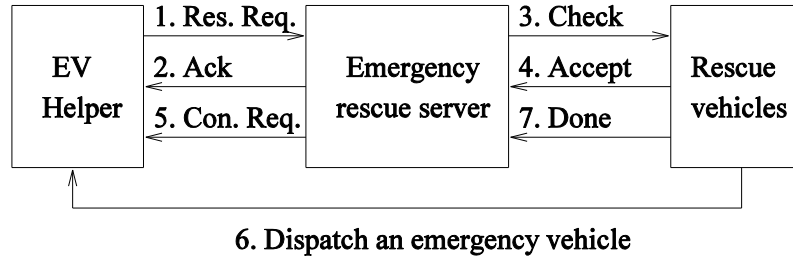 1. Res. Req.
3. Check
EV
Helper
2. Ack
Emergency
rescue server
4. Accept
Rescue
vehicles
5. Con. Req.
7. Done
6. Dispatch an emergency vehicle